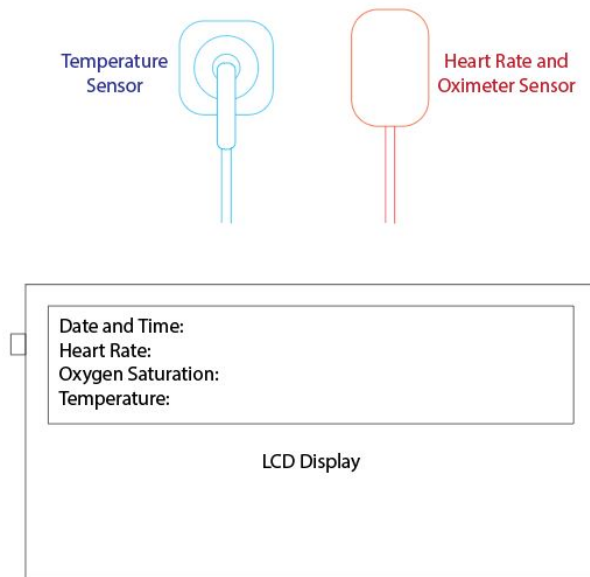 Temperature
Sensor
Heart Rate and
Oximeter Sensor
Date and Time:
Heart Rate:
Oxygen Saturation:
Temperature:
LCD Display